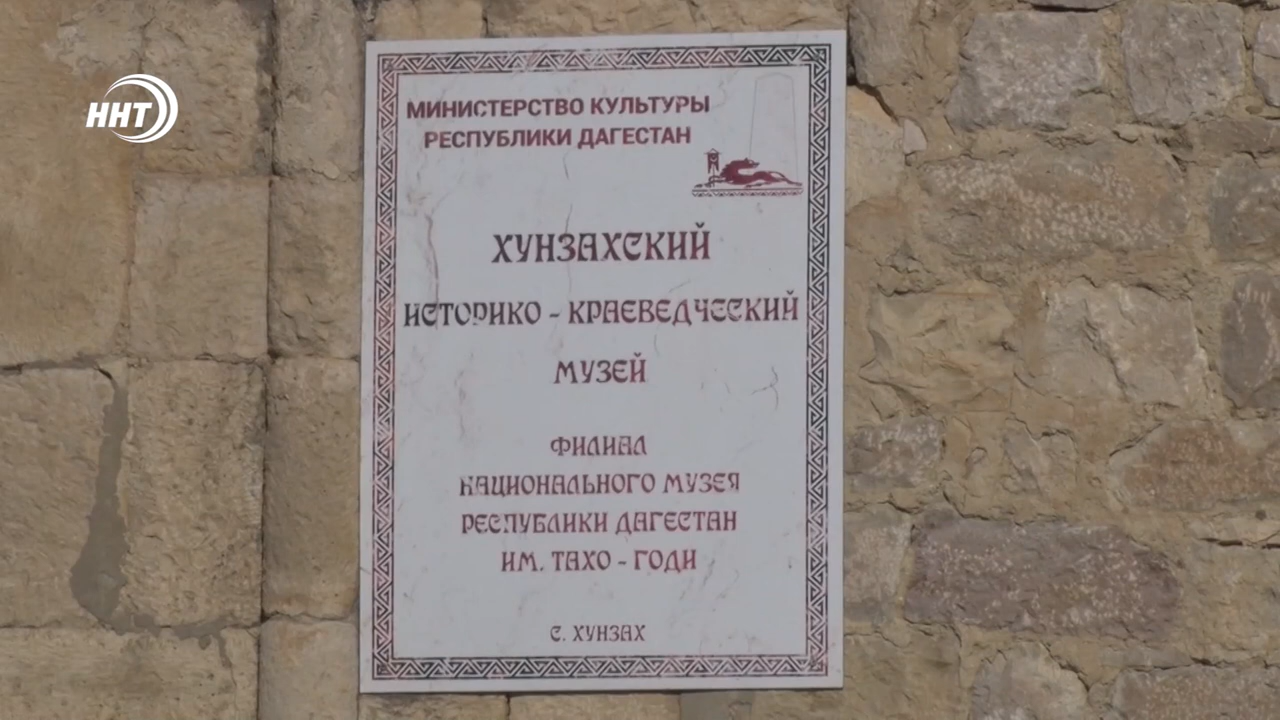 ННТ
МИНИСТЕРСТВО КУЛЬТУРЫ
РЕСПУБЛИКИ ДАГЕСТАН
ХУНЗАХСКИЙ
ИСТОРИКО - КРАЕВЕДЧЕСКИЙ
МУЗЕЙ
ФИЛИАЛ
НАЦИОНАЛЬНОГО МУЗЕЯ
РЕСПУБЛИКИ ДАГЕСТАН
ИМ. ТАХО - ГОДИ
С. ХУНЗАХ